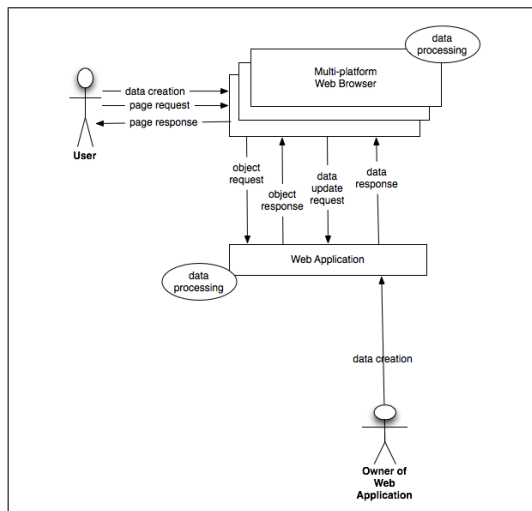 data
processing
Multi-platform
Web Browser
data creation
page request
page response
User
object
request
object
response
data
update
request
data
response
Web Application
data
processing
data creation
Owner of
Web
Application